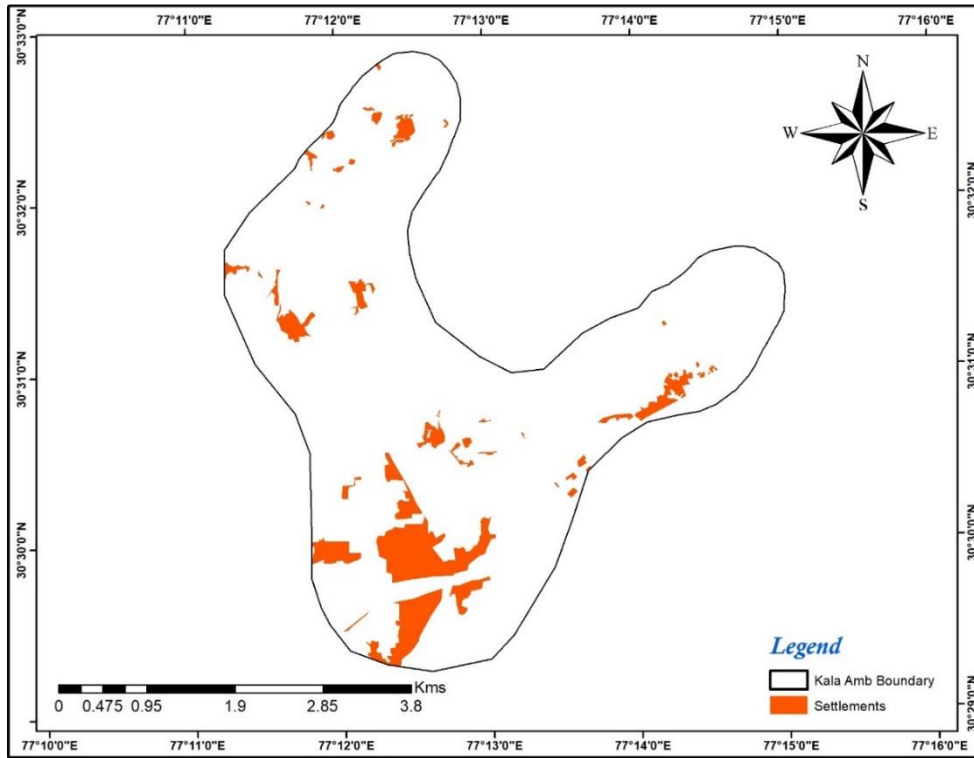 77°11'0"E 77°12'0"E 77°13'0"E 77°14'0"E 77°15'0"E 77°16'0"E
30°33'0"N
30°32'0"N
30°31'0"N
30°30'0"N
30°32'0"N
30°31'0"N
30°30'0"N
30°29'0"N
N
W E
S
Legend
Kala Amb Boundary
Settlements
Kms
0 0.475 0.95 1.9 2.85 3.8
77°10'0"E 77°11'0"E 77°12'0"E 77°13'0"E 77°14'0"E 77°15'0"E 77°16'0"E